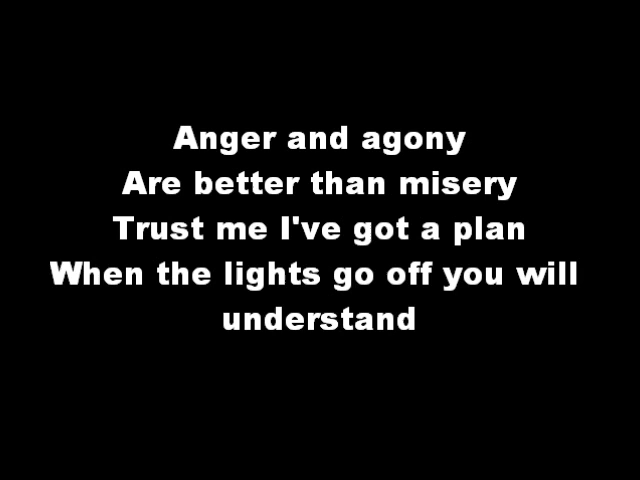 Anger and agony
Are better than misery
Trust me I've got a plan
When the lights go off you will
understand